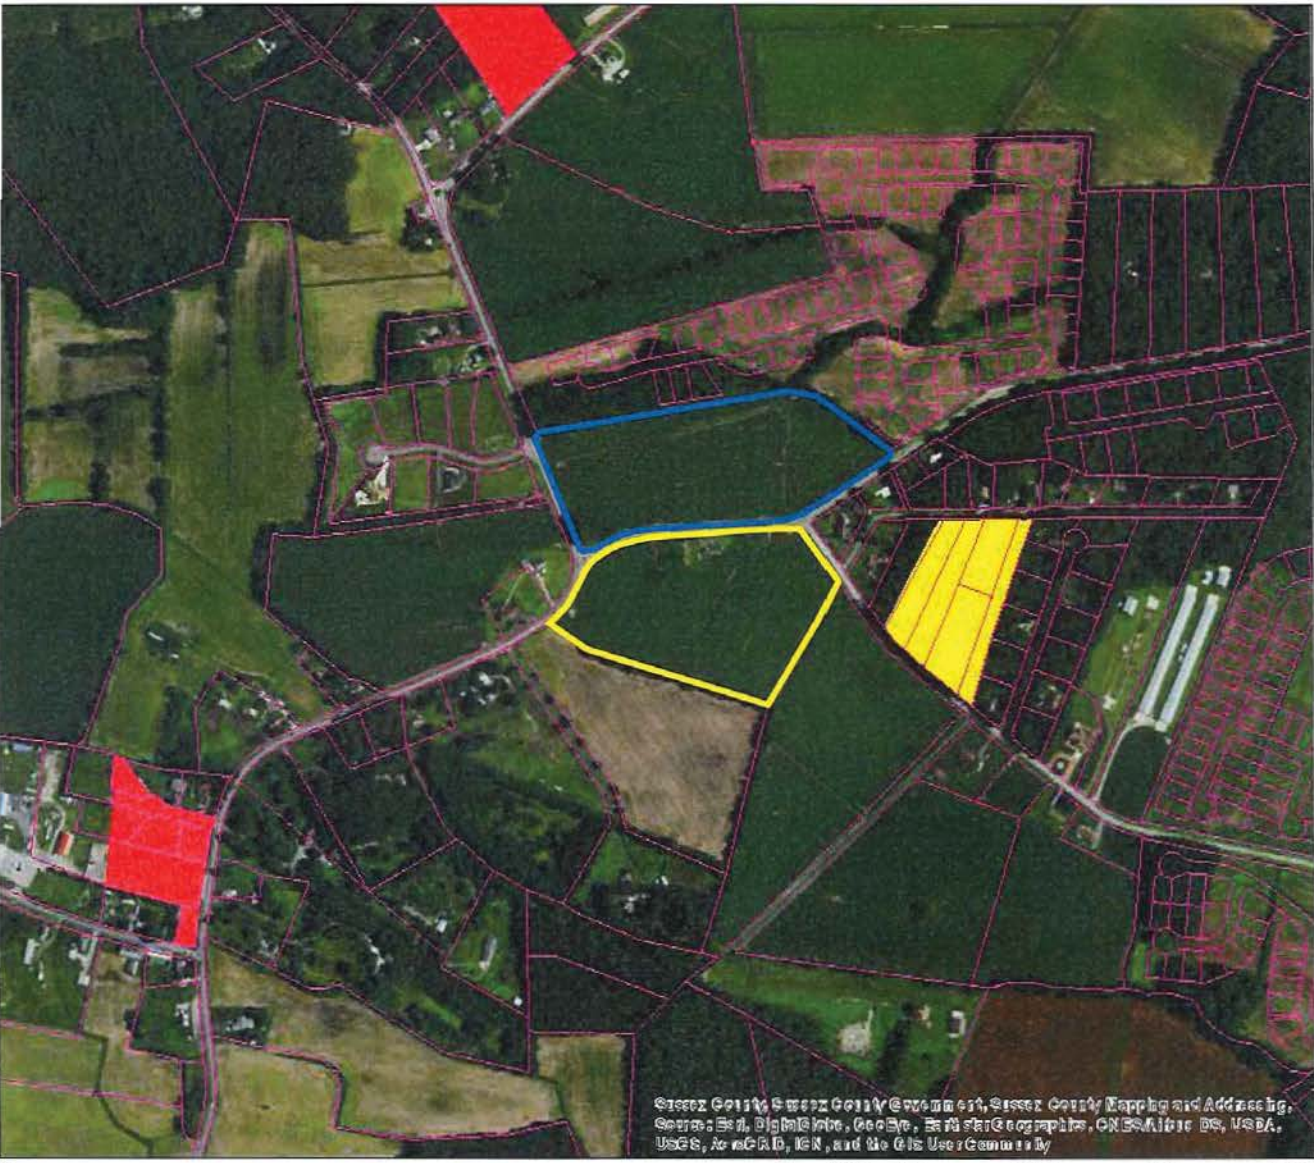 Sussex County, Sussex County Government, Sussex County Mapping and Addressing,
Source: Esri, DigitalGlobe, GeoEye, Earthstar Geographics, CNES/Airbus DS, USDA,
USGS, AeroGRID, IGN, and the GIS User Community